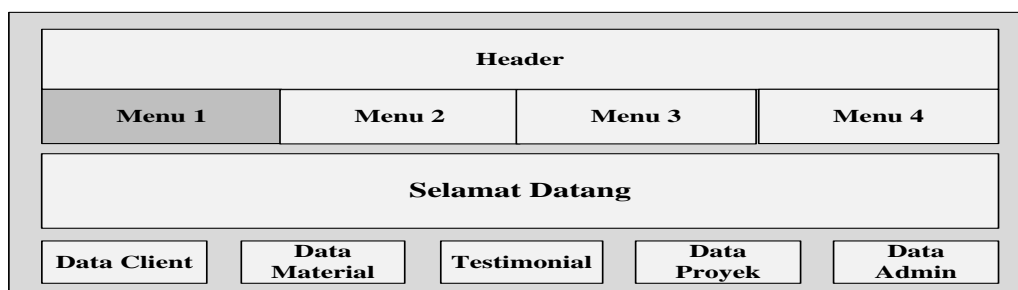 Header
Menu 1
Menu 2
Menu 3
Menu 4
Selamat Datang
Data Client
Data
Material
Testimonial
Data
Proyek
Data
Admin